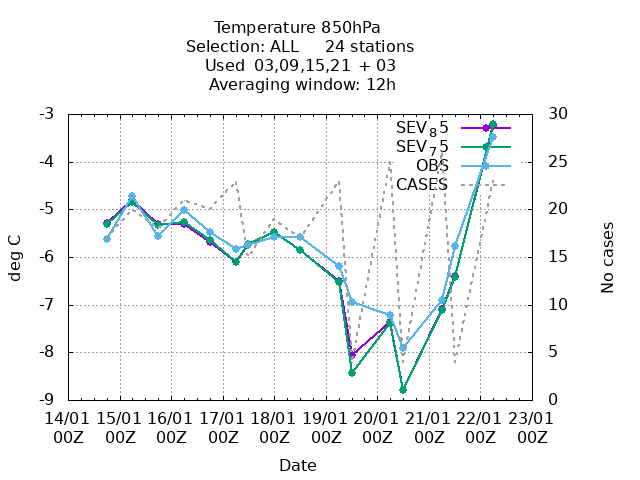 Temperature 850hPa
Selection: ALL 24 stations
Used 03,09,15,21 + 03
Averaging window: 12h
-3
-4
-5
-6
-7
-8
-9
deg C
30
25
20
15
10
5
0
No cases
SEV₈5
SEV₇5
OBS
CASES
14/01 15/01 16/01 17/01 18/01 19/01 20/01 21/01 22/01 23/01
00Z 00Z 00Z 00Z 00Z 00Z 00Z 00Z 00Z 00Z
Date